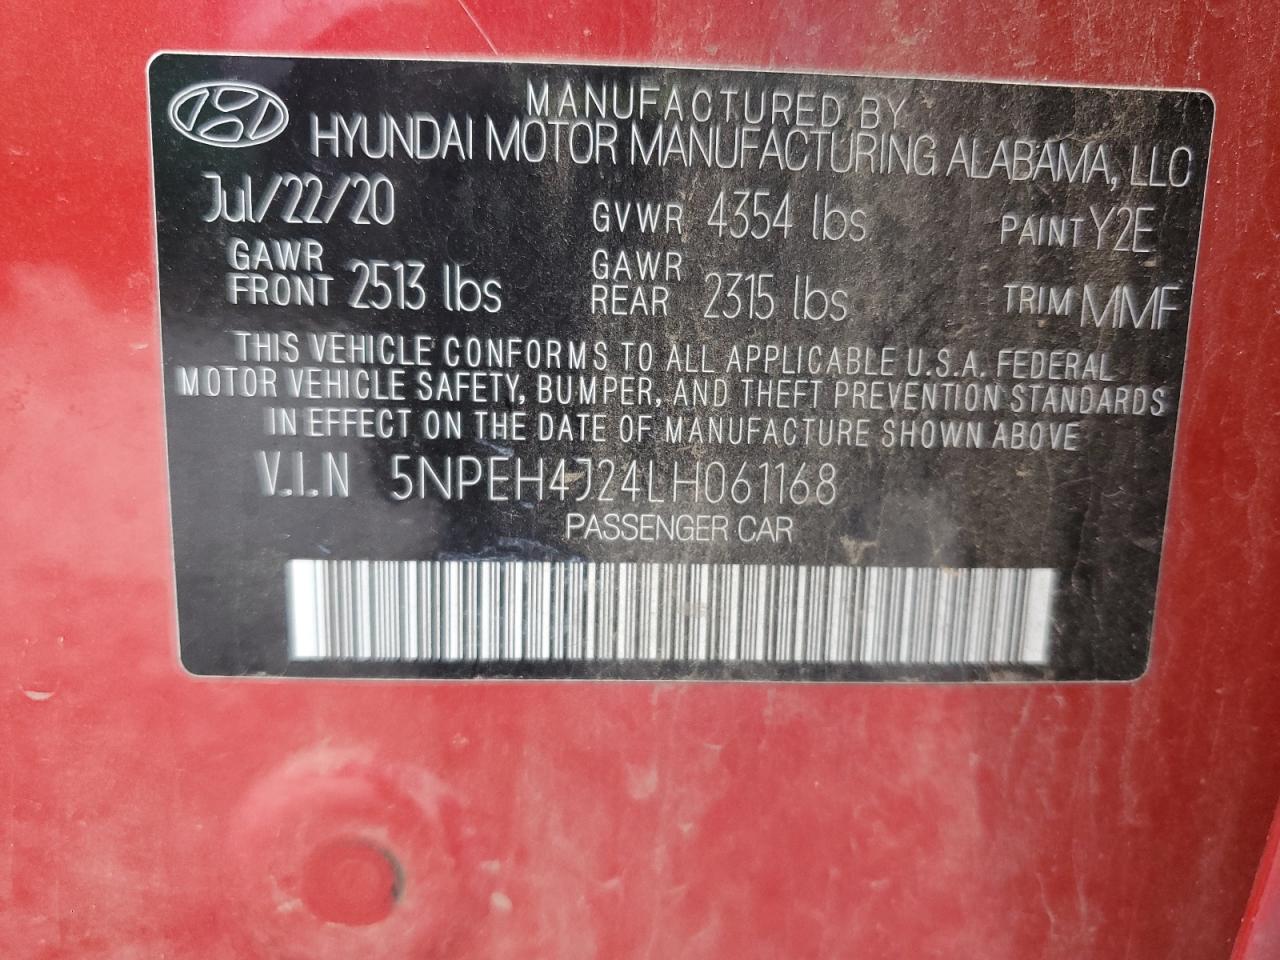 MANUFACTURED BY
HYUNDAI MOTOR MANUFACTURING ALABAMA, LLC
Jul/22/20 GVWR 4354 lbs PAINT Y2E
GAWR FRONT 2513 lbs GAWR REAR 2315 lbs TRIM MMF
THIS VEHICLE CONFORMS TO ALL APPLICABLE U.S.A. FEDERAL
MOTOR VEHICLE SAFETY, BUMPER, AND THEFT PREVENTION STANDARDS
IN EFFECT ON THE DATE OF MANUFACTURE SHOWN ABOVE
V.I.N 5NPEH4J24LH061168
PASSENGER CAR